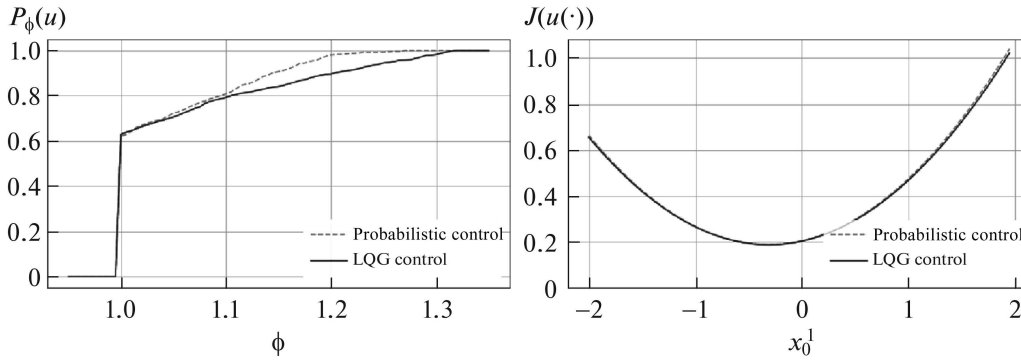 P_ϕ(u)
1.0
0.8
0.6
0.4
0.2
0
1.0 1.1 1.2 1.3
ϕ
Probabilistic control
LQG control
J(u(·))
1.0
0.8
0.6
0.4
0.2
0
−2 −1 0 1 2
x_0^1
Probabilistic control
LQG control